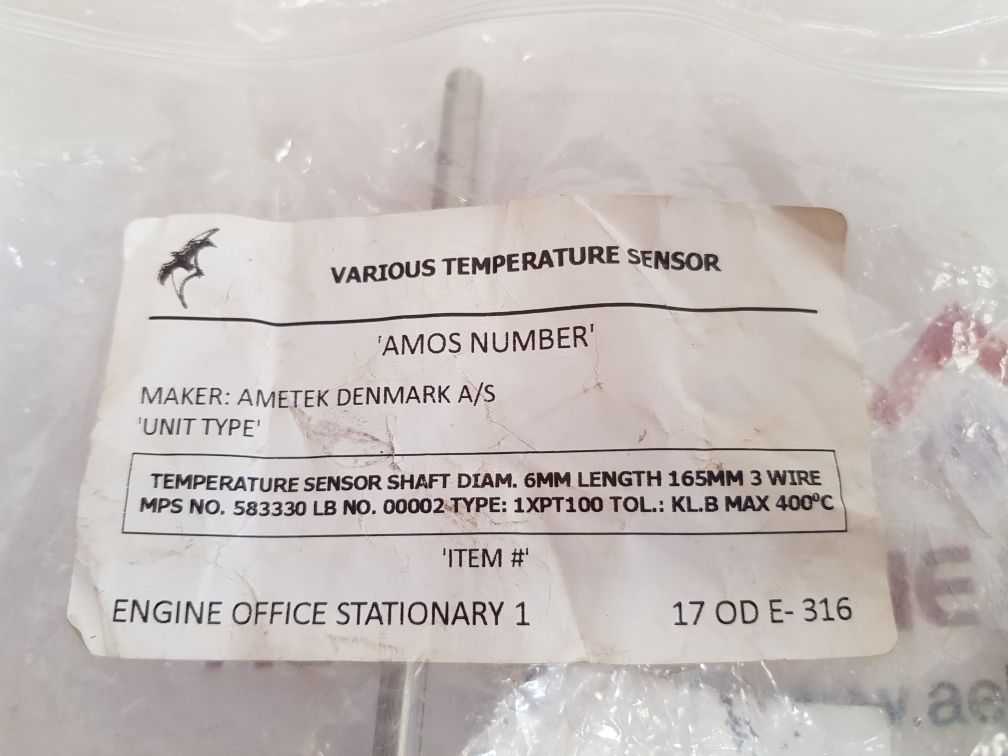 VARIOUS TEMPERATURE SENSOR
'AMOS NUMBER'
MAKER: AMETEK DENMARK A/S
'UNIT TYPE'
TEMPERATURE SENSOR SHAFT DIAM. 6MM LENGTH 165MM 3 WIRE
MPS NO. 583330 LB NO. 00002 TYPE: 1XPT100 TOL.: KL.B MAX 400°C
'ITEM #'
ENGINE OFFICE STATIONARY 1 17 OD E- 316